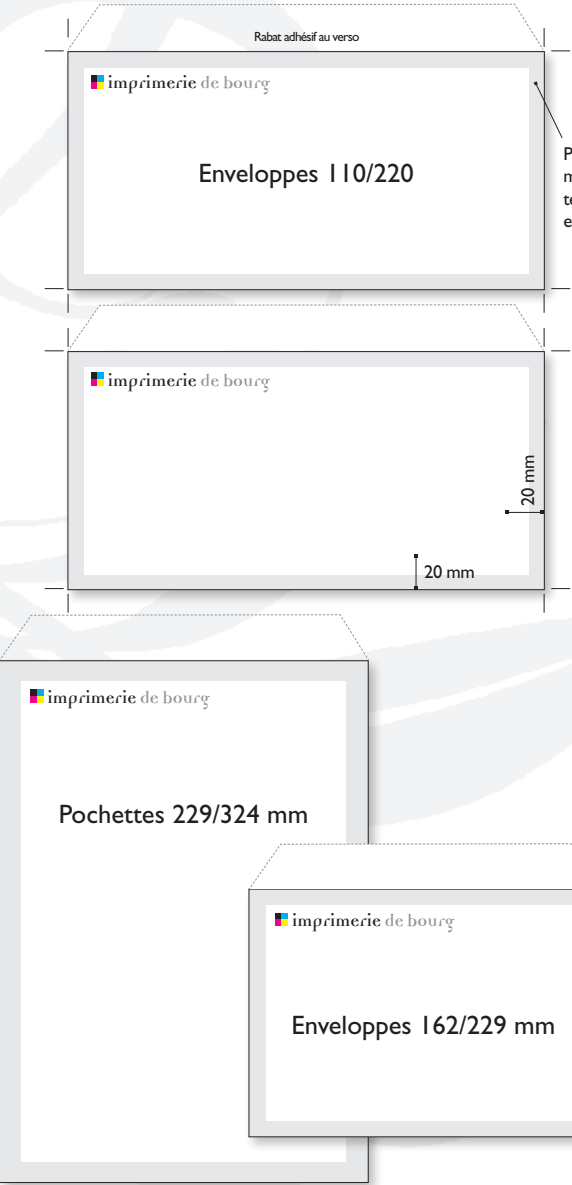 Rabat adhésif au verso
imprimerie de bourg
Enveloppes 110/220
imprimerie de bourg
20 mm
20 mm
imprimerie de bourg
Pochettes 229/324 mm
imprimerie de bourg
Enveloppes 162/229 mm